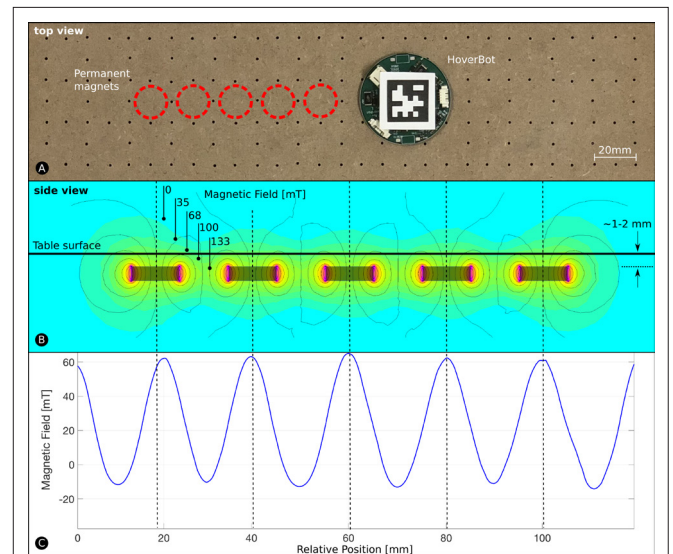 top view
Permanent
magnets
HoverBot
20mm
A
side view
0
Magnetic Field [mT]
35
68
100
133
Table surface
~1-2 mm
B
60
40
20
0
-20
Magnetic Field [mT]
0
20
40
60
80
100
Relative Position [mm]
C